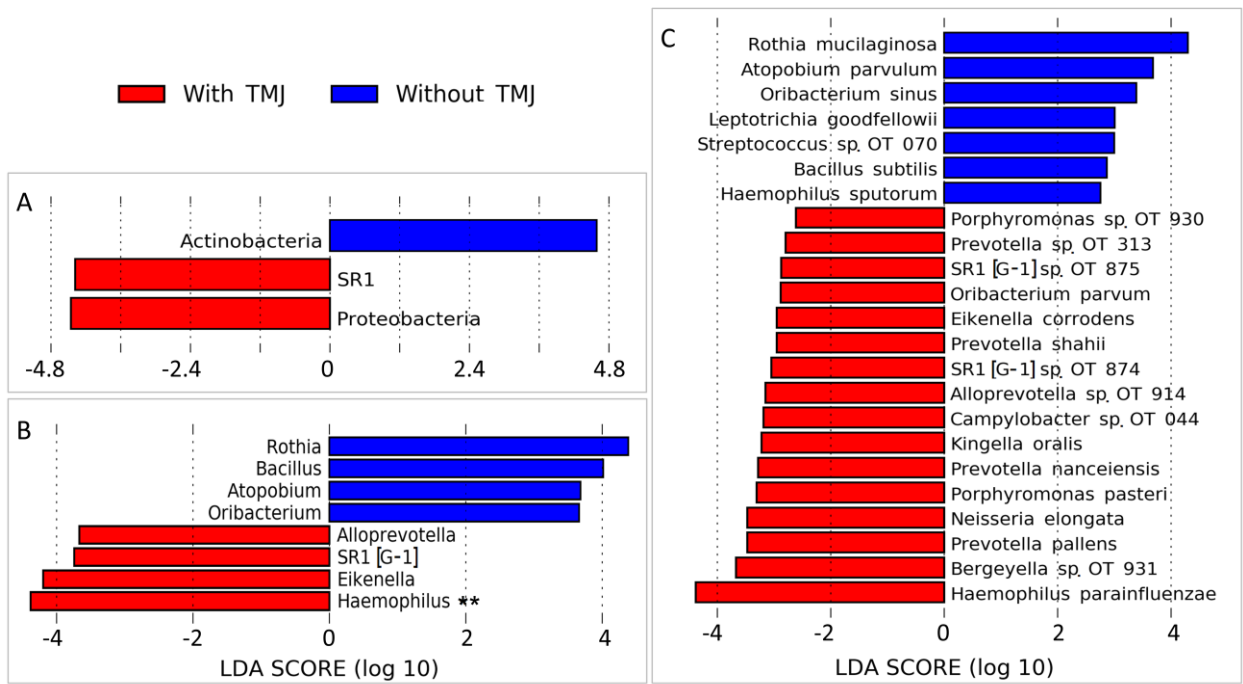 With TMJ
Without TMJ
A
Actinobacteria
SR1
Proteobacteria
-4.8 -2.4 0 2.4 4.8
B
Rothia
Bacillus
Atopobium
Oribacterium
Alloprevotella
SR1 [G-1]
Eikenella
Haemophilus **
-4 -2 0 2 4
LDA SCORE (log 10)
C
Rothia mucilaginosa
Atopobium parvulum
Oribacterium sinus
Leptotrichia goodfellowii
Streptococcus sp. OT 070
Bacillus subtilis
Haemophilus sputorum
Porphyromonas sp. OT 930
Prevotella sp. OT 313
SR1 [G-1] sp. OT 875
Oribacterium parvum
Eikenella corrodens
Prevotella shahii
SR1 [G-1] sp. OT 874
Alloprevotella sp. OT 914
Campylobacter sp. OT 044
Kingella oralis
Prevotella nanceiensis
Porphyromonas pasteri
Neisseria elongata
Prevotella pallens
Bergeyella sp. OT 931
Haemophilus parainfluenzae
-4 -2 0 2 4
LDA SCORE (log 10)